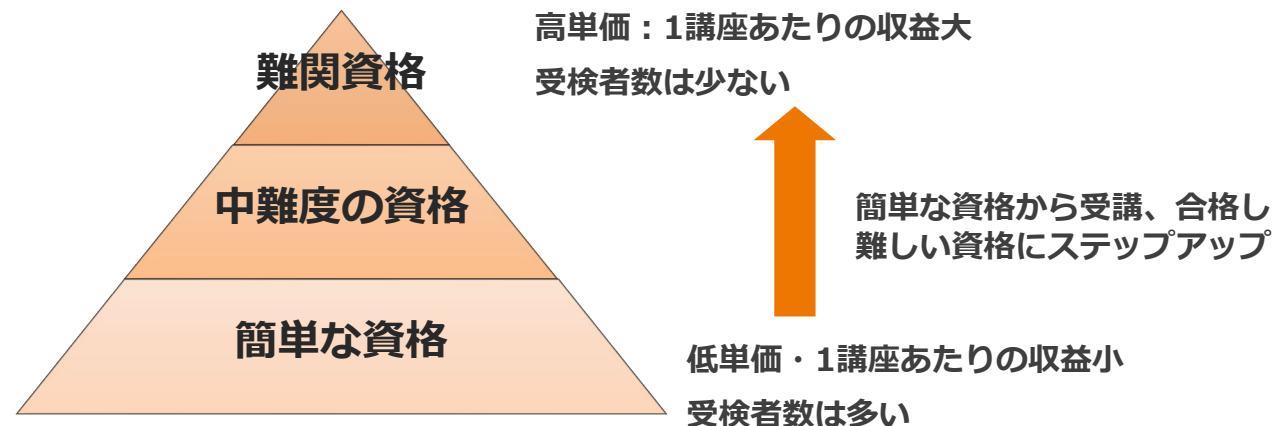 高単価：1講座あたりの収益大
難関資格
受検者数は少ない
中難度の資格
簡単な資格から受講、合格し
難しい資格にステップアップ
簡単な資格
低単価・1講座あたりの収益小
受検者数は多い